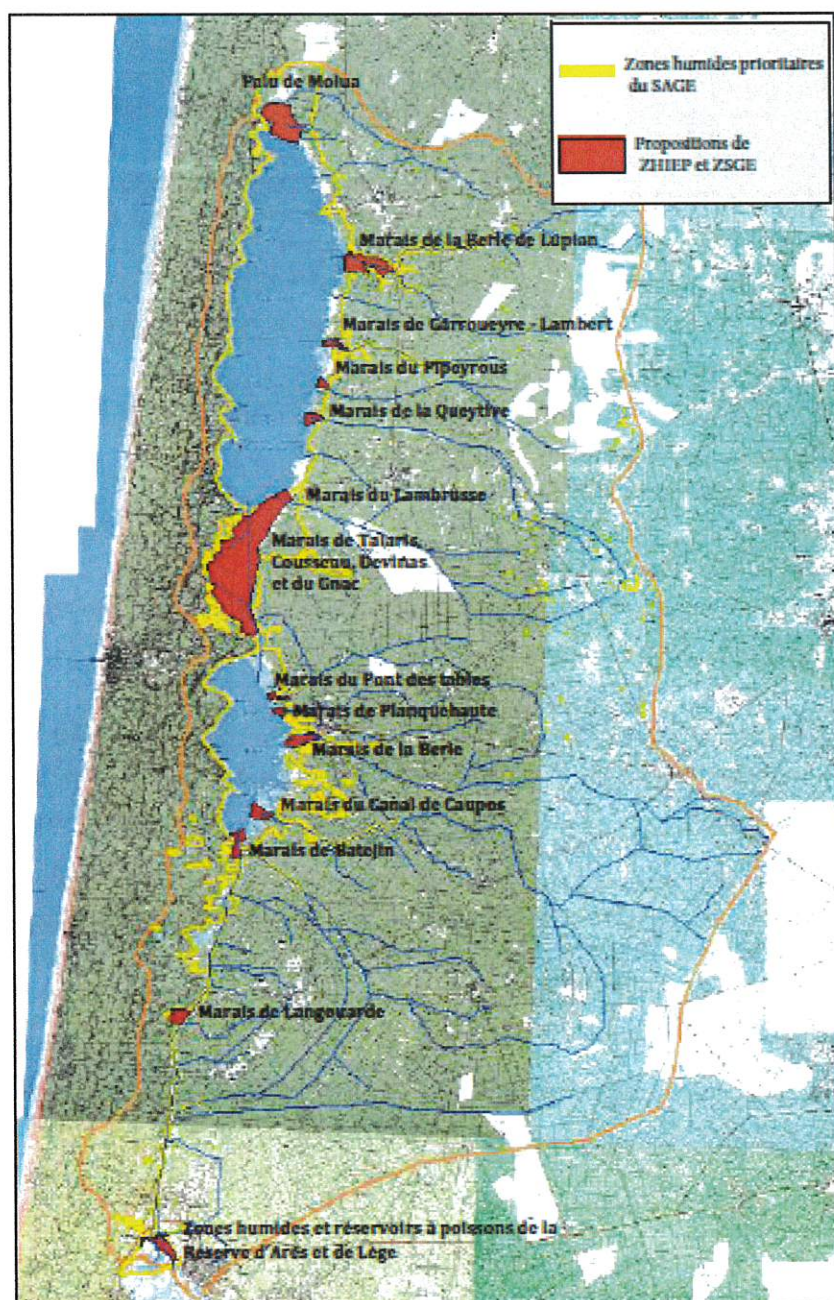 Zones humides prioritaires
du SAGE
Propositions de
ZHIEP et ZSGE
Palu de Molua
Marais de la Berle de Lupian
Marais de Garroueyre - Lambert
Marais du Pipeyrous
Marais de la Queytive
Marais du Lambrusse
Marais de Talaris,
Cousseau, Devinas
et du Gnac
Marais du Pont des tables
Marais de Planquehaute
Marais de la Berle
Marais du Canal de Caupos
Marais de Batejin
Marais de Langouarde
Zones humides et réservoirs à poissons de la
Réserve d'Arès et de Lège